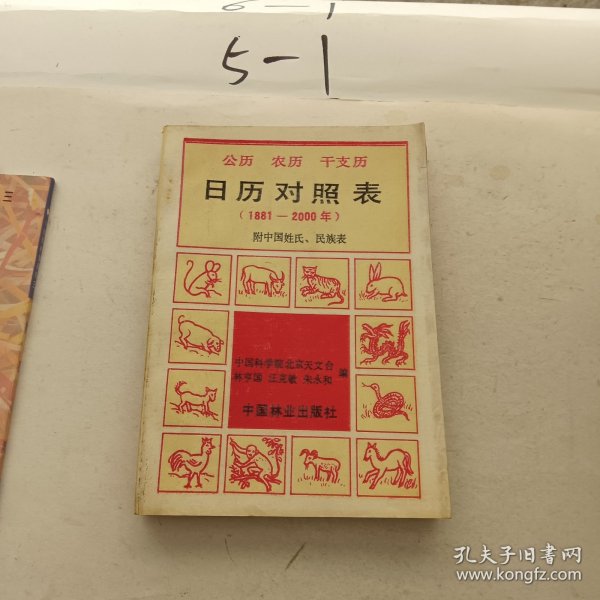 5-1
公历 农历 干支历
日历对照表
(1881—2000年)
附中国姓氏、民族表
中国科学院北京天文台
林亨国 汪克敏 朱永和
编
中国林业出版社
三
孔夫子旧书网
www.kongfz.com